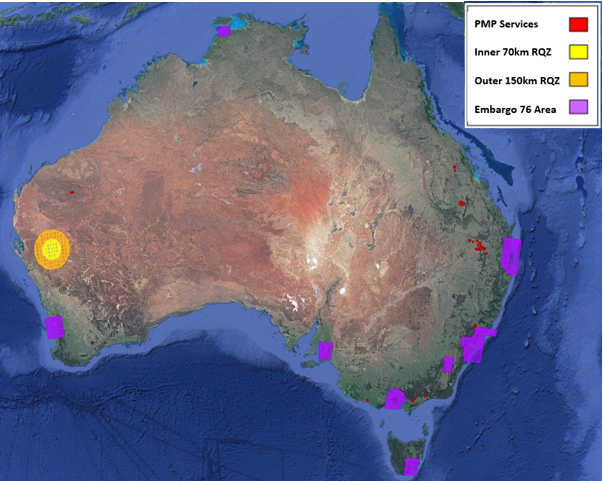 PMP Services
Inner 70km RQZ
Outer 150km RQZ
Embargo 76 Area